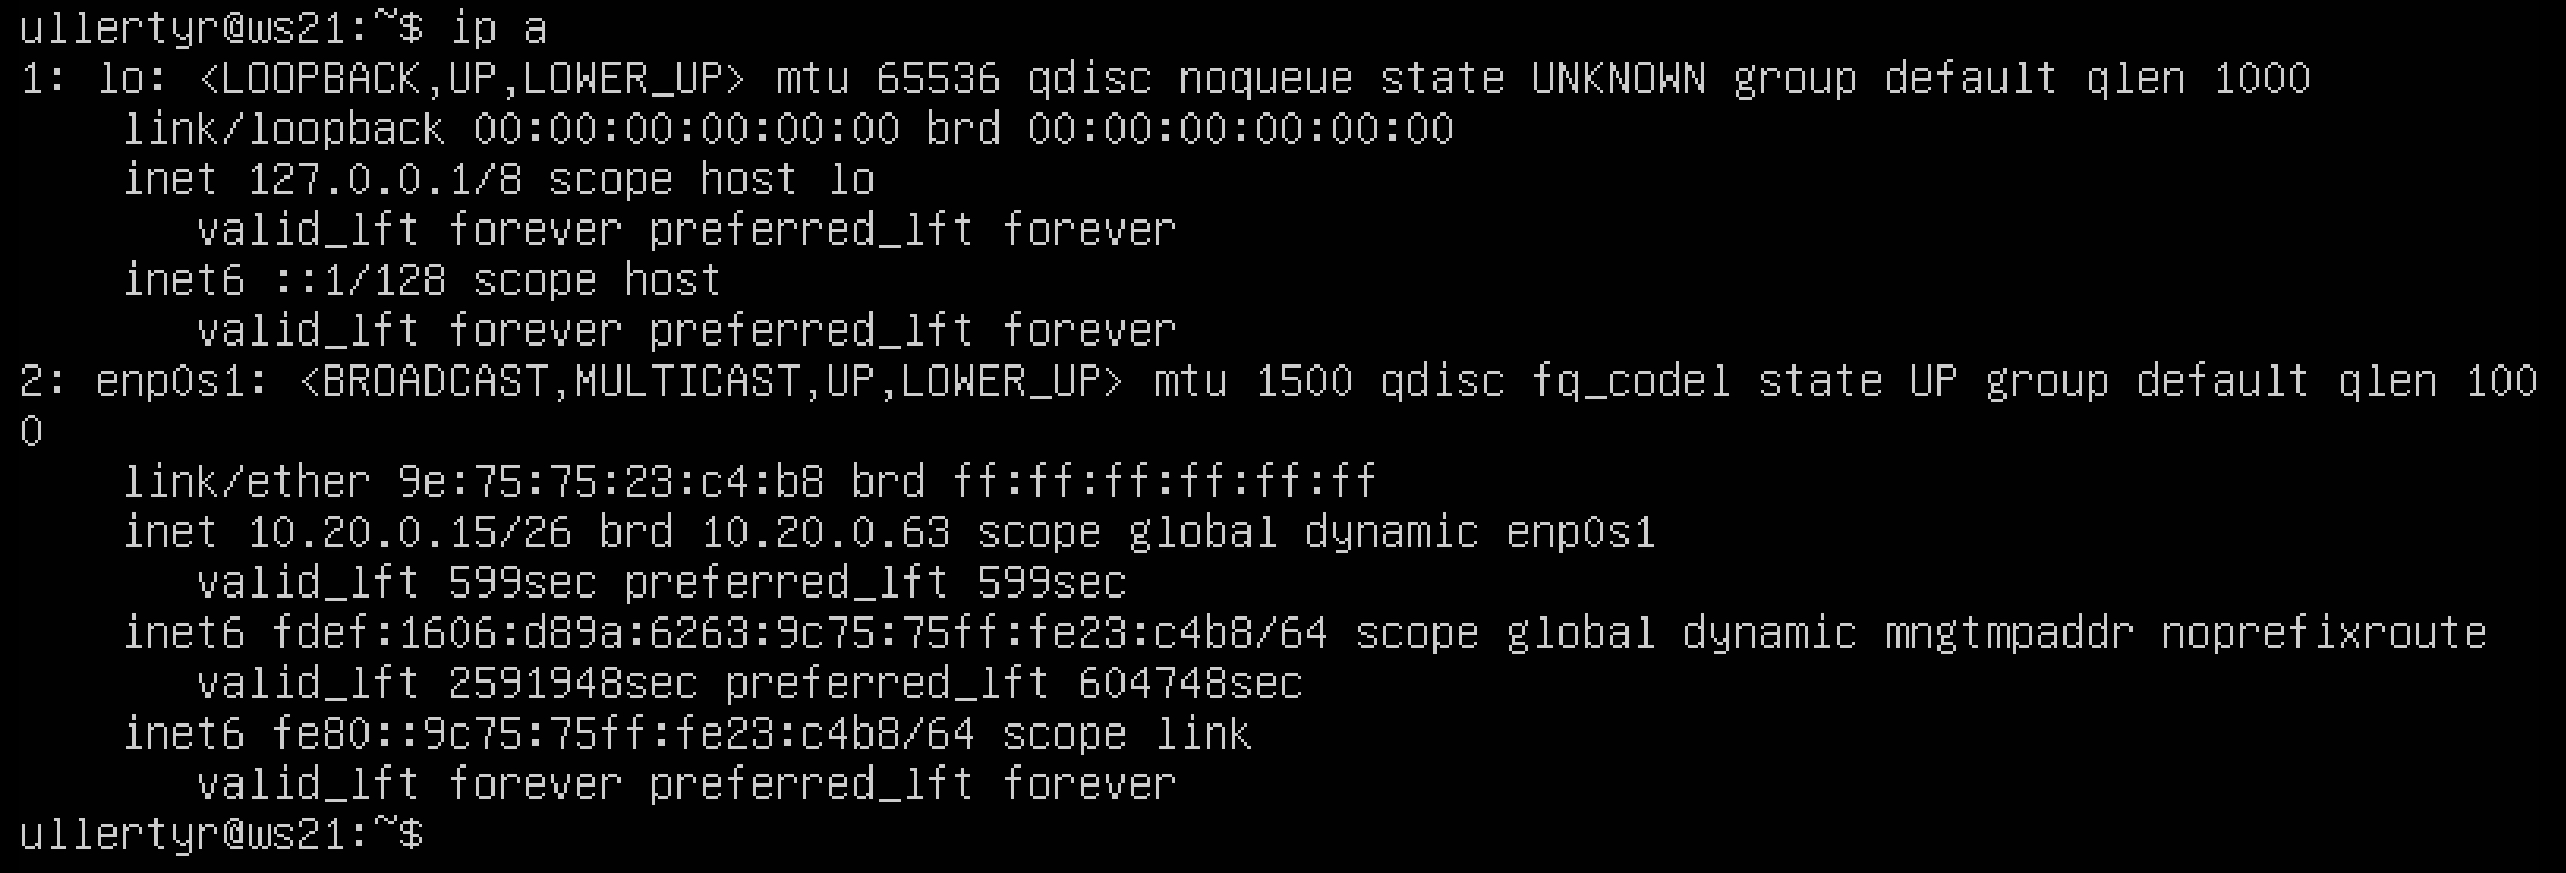 ullertyr@ws21:~$ ip a
1: lo: <LOOPBACK,UP,LOWER_UP> mtu 65536 qdisc noqueue state UNKNOWN group default qlen 1000
    link/loopback 00:00:00:00:00:00 brd 00:00:00:00:00:00
    inet 127.0.0.1/8 scope host lo
       valid_lft forever preferred_lft forever
    inet6 ::1/128 scope host
       valid_lft forever preferred_lft forever
2: enp0s1: <BROADCAST,MULTICAST,UP,LOWER_UP> mtu 1500 qdisc fq_codel state UP group default qlen 100
0
    link/ether 9e:75:75:23:c4:b8 brd ff:ff:ff:ff:ff:ff
    inet 10.20.0.15/26 brd 10.20.0.63 scope global dynamic enp0s1
       valid_lft 599sec preferred_lft 599sec
    inet6 fdef:1606:d89a:6263:9c75:75ff:fe23:c4b8/64 scope global dynamic mngtmpaddr noprefixroute
       valid_lft 2591948sec preferred_lft 604748sec
    inet6 fe80::9c75:75ff:fe23:c4b8/64 scope link
       valid_lft forever preferred_lft forever
ullertyr@ws21:~$